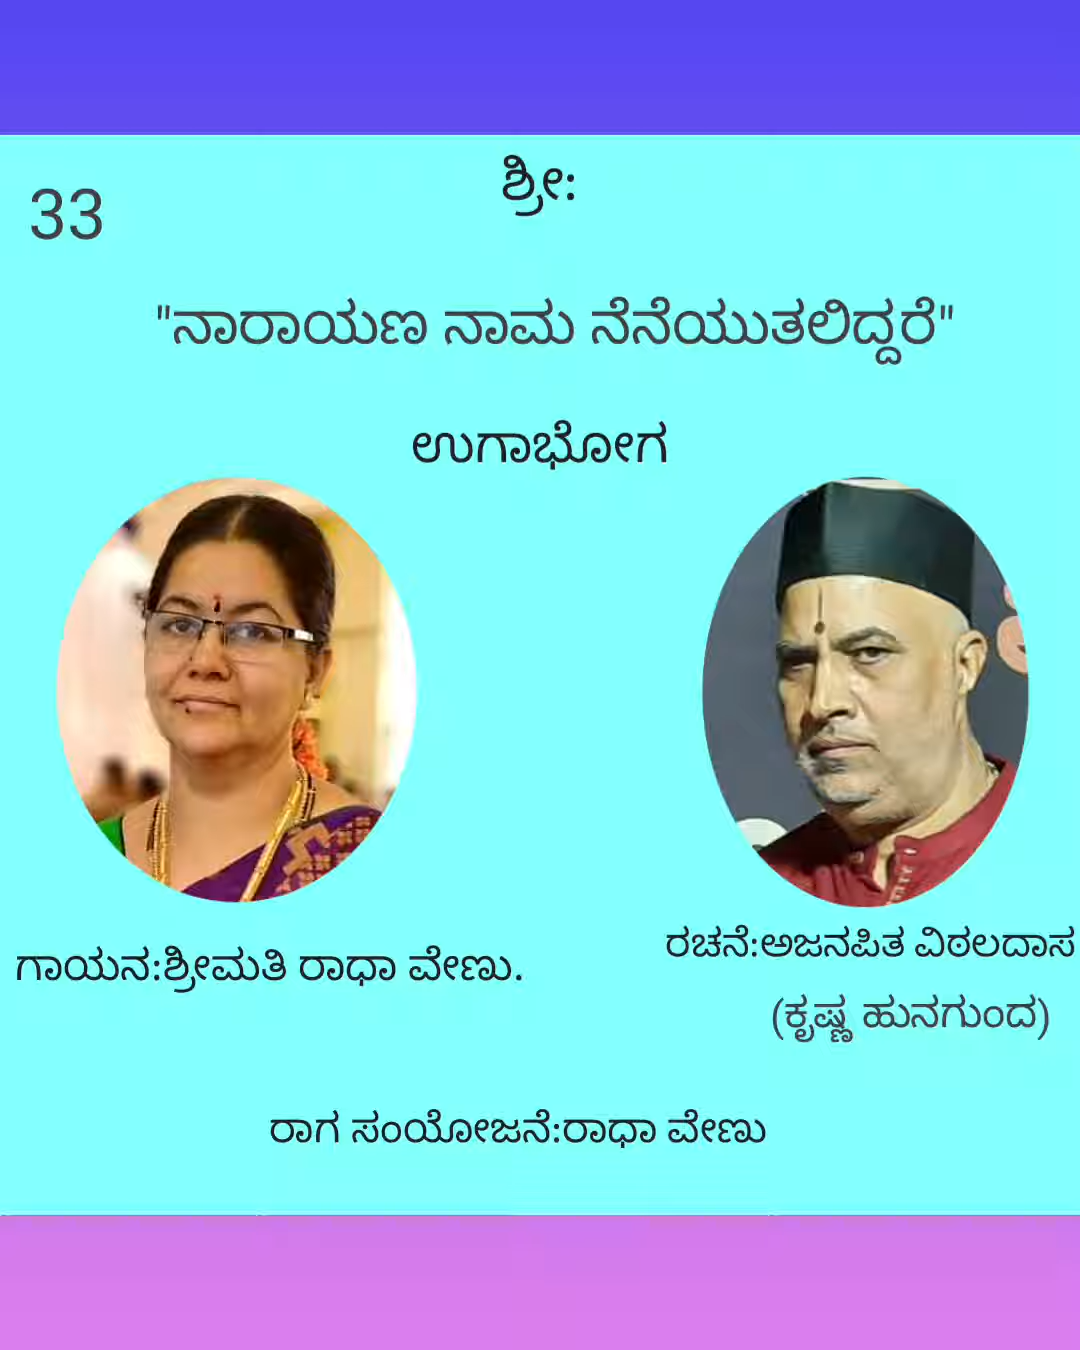 ಶ್ರೀ:
33
"ನಾರಾಯಣ ನಾಮ ನೆನೆಯುತಲಿದ್ದರೆ"
ಉಗಾಭೋಗ
ಗಾಯನ:ಶ್ರೀಮತಿ ರಾಧಾ ವೇಣು.
ರಚನೆ:ಅಜನಪಿತ ವಿಠಲದಾಸ
(ಕೃಷ್ಣ ಹುನಗುಂದ)
ರಾಗ ಸಂಯೋಜನೆ:ರಾಧಾ ವೇಣು